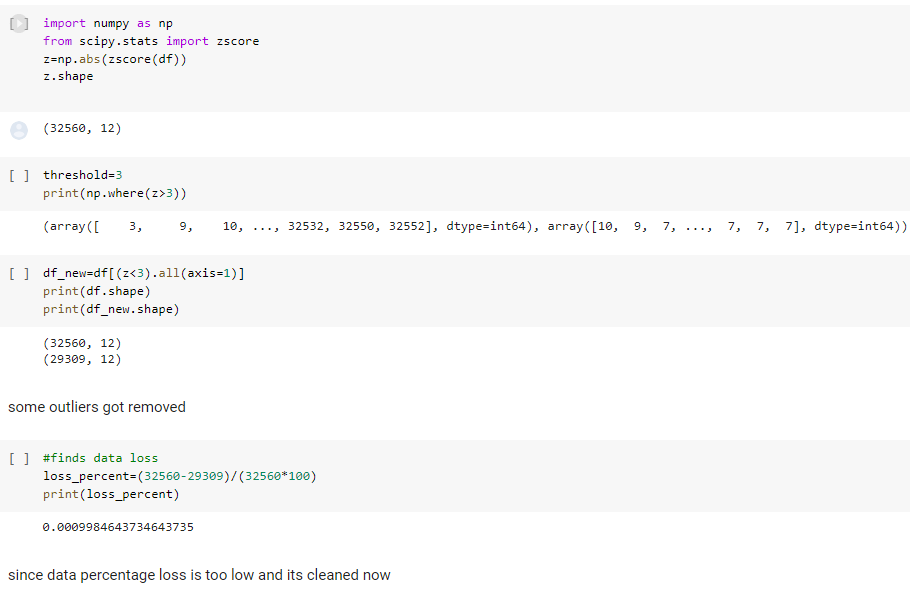 import numpy as np
from scipy.stats import zscore
z=np.abs(zscore(df))
z.shape
(32560, 12)
[ ] threshold=3
print(np.where(z>3))
(array([    3,     9,    10, ..., 32532, 32550, 32552], dtype=int64), array([10,  9,  7, ...,  7,  7,  7], dtype=int64))
[ ] df_new=df[(z<3).all(axis=1)]
print(df.shape)
print(df_new.shape)
(32560, 12)
(29309, 12)
some outliers got removed
[ ] #finds data loss
loss_percent=(32560-29309)/(32560*100)
print(loss_percent)
0.0009984643734643735
since data percentage loss is too low and its cleaned now